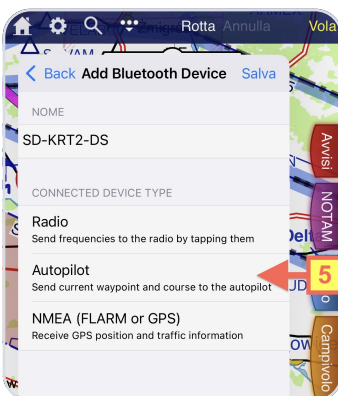 Rotta Annulla Vola
Back Add Bluetooth Device Salva
NOME
SD-KRT2-DS
CONNECTED DEVICE TYPE
Radio
Send frequencies to the radio by tapping them
Autopilot
Send current waypoint and course to the autopilot
NMEA (FLARM or GPS)
Receive GPS position and traffic information
Avvisi
NOTAM
5
Campivolo